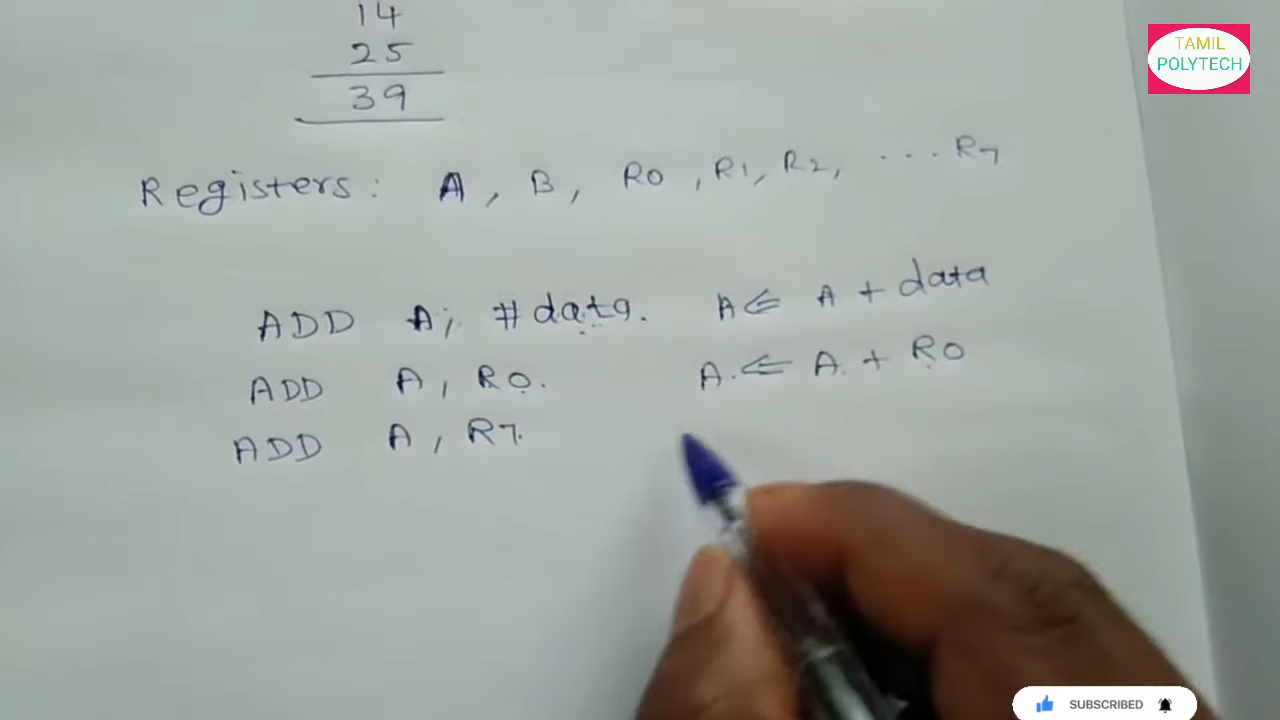 14
TAMIL
POLYTECH
25
39
Registers: A, B, R0, R1, R2, ... R7
ADD A, #data. A⇐ A + data
ADD A, R0. A.⇐ A. + R0
ADD A, R7.
SUBSCRIBED